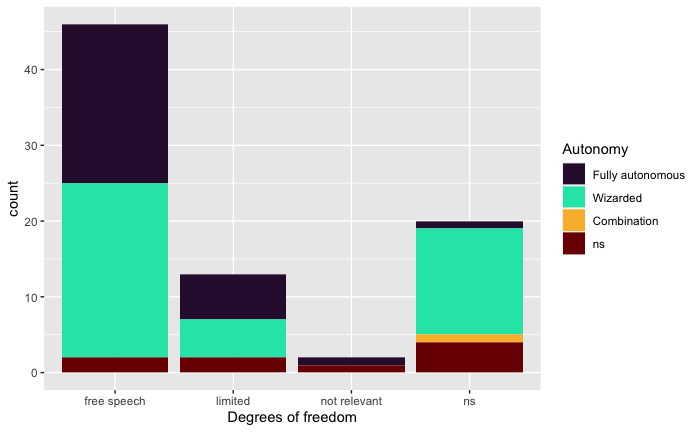 count
40
30
20
10
0
free speech limited not relevant ns
Degrees of freedom
Autonomy
Fully autonomous
Wizarded
Combination
ns